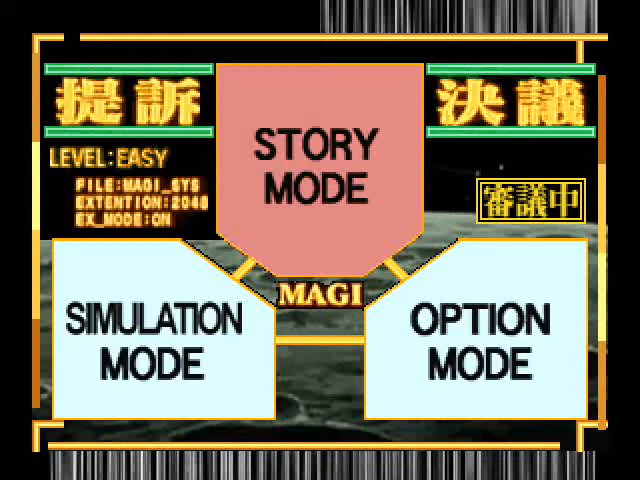 提訴
決議
STORY
MODE
LEVEL:EASY
FILE:MAGI_SYS
EXTENTION:2048
EX_MODE:ON
審議中
MAGI
SIMULATION
MODE
OPTION
MODE